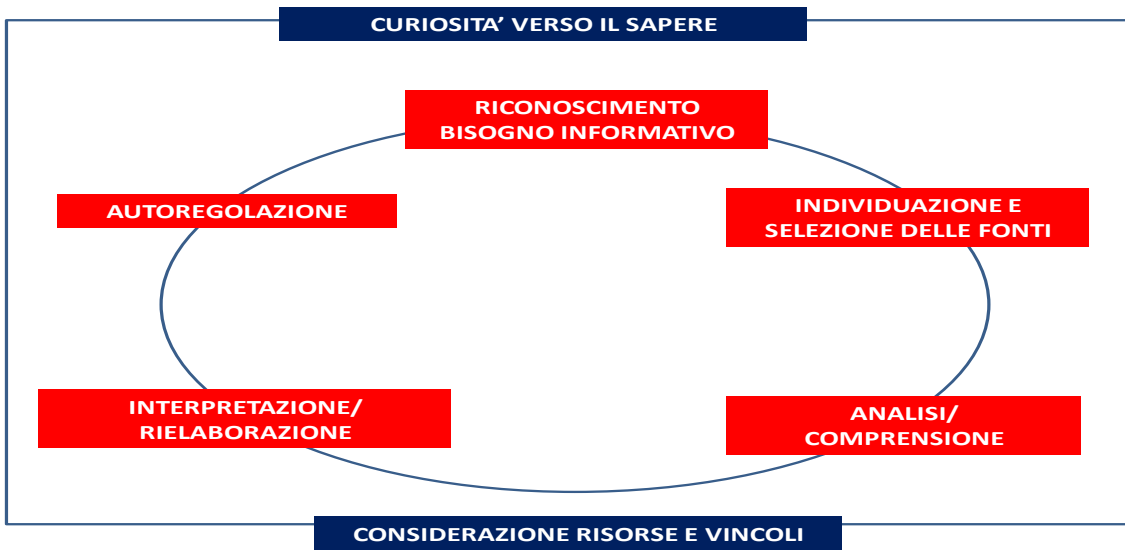 CURIOSITA’ VERSO IL SAPERE
RICONOSCIMENTO
BISOGNO INFORMATIVO
AUTOREGOLAZIONE
INDIVIDUAZIONE E
SELEZIONE DELLE FONTI
INTERPRETAZIONE/
RIELABORAZIONE
ANALISI/
COMPRENSIONE
CONSIDERAZIONE RISORSE E VINCOLI